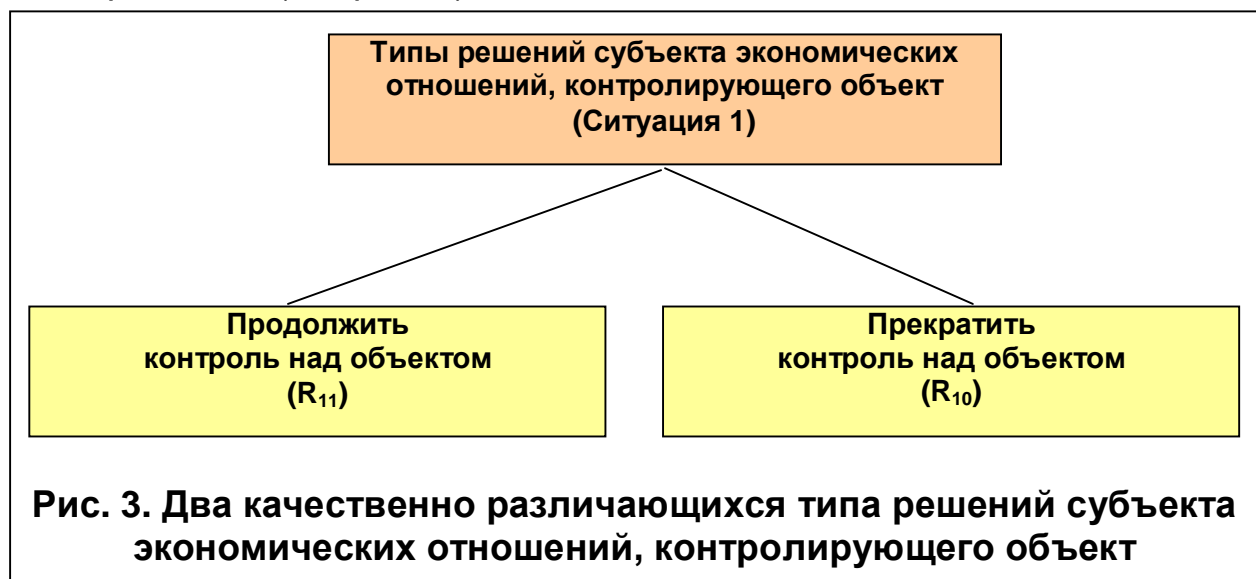 Типы решений субъекта экономических
отношений, контролирующего объект
(Ситуация 1)
Продолжить
контроль над объектом
(R₁₁)
Прекратить
контроль над объектом
(R₁₀)
Рис. 3. Два качественно различающихся типа решений субъекта
экономических отношений, контролирующего объект